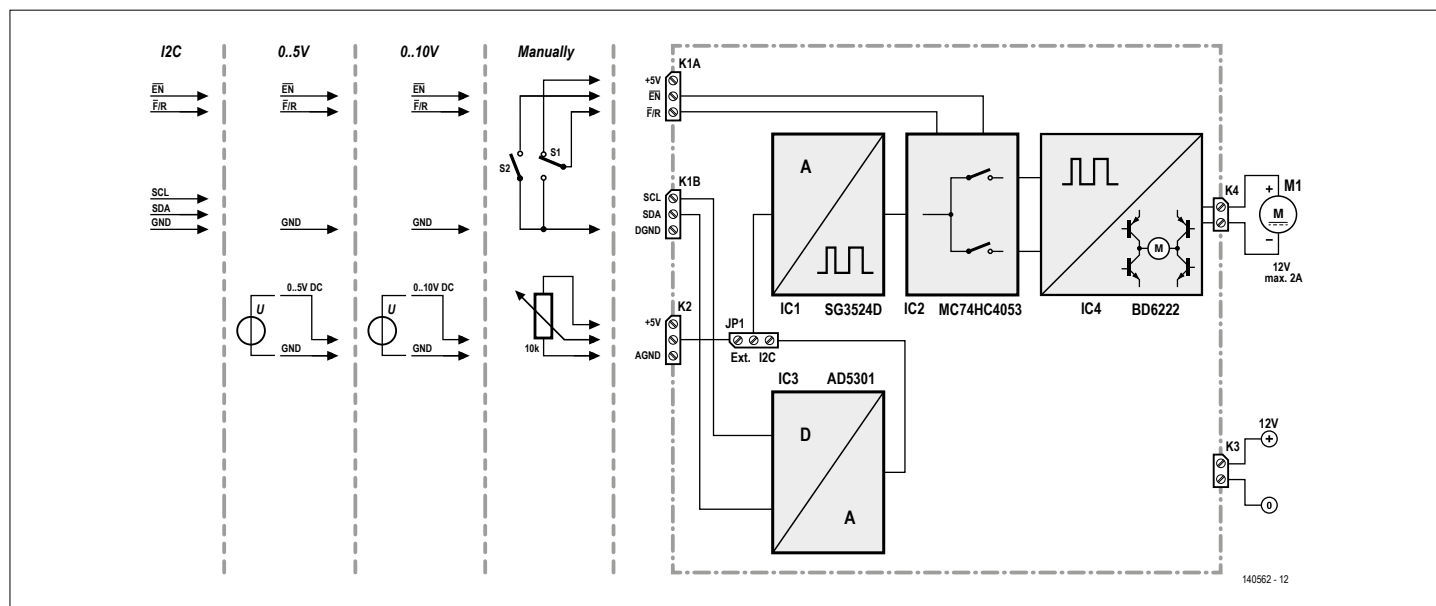 I2C
0..5V
0..10V
Manually
EN
F/R
EN
F/R
EN
F/R
SCL
SDA
GND
GND
GND
U
0..5V DC
GND
U
0..10V DC
GND
S2
S1
10k
K1A
+5V
EN
F/R
K1B
SCL
SDA
DGND
K2
+5V
AGND
JP1
Ext. I2C
A
IC1 SG3524D
IC2 MC74HC4053
M
IC4 BD6222
IC3 AD5301
D
A
K4
+
M1
M
–
12V
max. 2A
K3
12V
+
0
140562 - 12